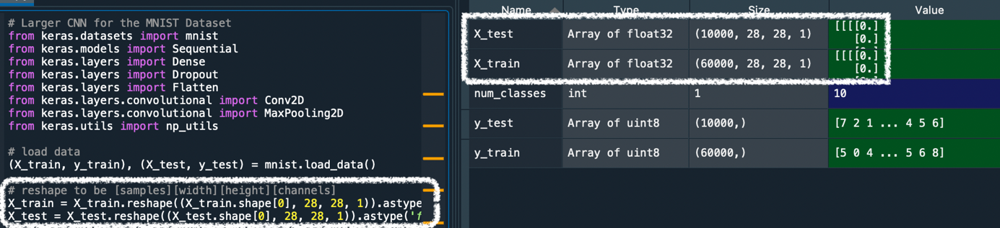 # Larger CNN for the MNIST Dataset
from keras.datasets import mnist
from keras.models import Sequential
from keras.layers import Dense
from keras.layers import Dropout
from keras.layers import Flatten
from keras.layers.convolutional import Conv2D
from keras.layers.convolutional import MaxPooling2D
from keras.utils import np_utils
# load data
(X_train, y_train), (X_test, y_test) = mnist.load_data()
# reshape to be [samples][width][height][channels]
X_train = X_train.reshape((X_train.shape[0], 28, 28, 1)).astype
X_test = X_test.reshape((X_test.shape[0], 28, 28, 1)).astype('f
Name Type Size Value
X_test Array of float32 (10000, 28, 28, 1) [[[[0.]
[0.]
X_train Array of float32 (60000, 28, 28, 1) [[[[0.]
[0.]
num_classes int 1 10
y_test Array of uint8 (10000,) [7 2 1 ... 4 5 6]
y_train Array of uint8 (60000,) [5 0 4 ... 5 6 8]